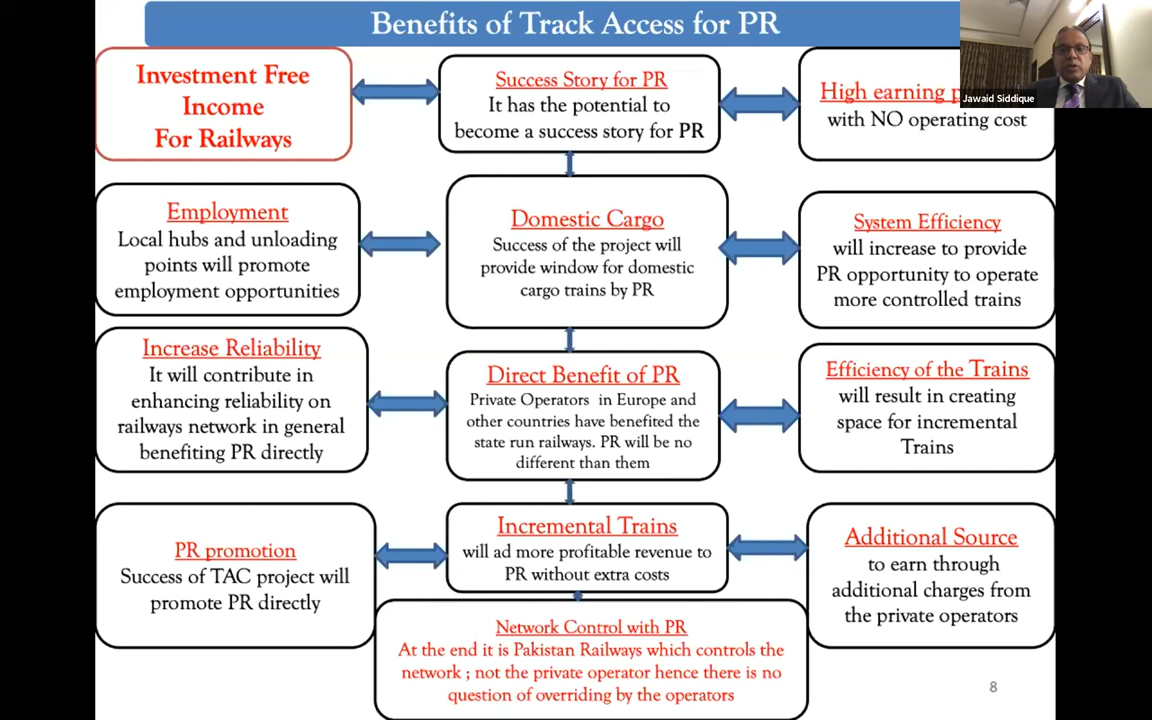 Benefits of Track Access for PR
Jawaid Siddique
Investment Free
Income
For Railways
Success Story for PR
It has the potential to
become a success story for PR
High earning
with NO operating cost
Employment
Local hubs and unloading
points will promote
employment opportunities
Domestic Cargo
Success of the project will
provide window for domestic
cargo trains by PR
System Efficiency
will increase to provide
PR opportunity to operate
more controlled trains
Increase Reliability
It will contribute in
enhancing reliability on
railways network in general
benefiting PR directly
Direct Benefit of PR
Private Operators in Europe and
other countries have benefited the
state run railways. PR will be no
different than them
Efficiency of the Trains
will result in creating
space for incremental
Trains
PR promotion
Success of TAC project will
promote PR directly
Incremental Trains
will ad more profitable revenue to
PR without extra costs
Additional Source
to earn through
additional charges from
the private operators
Network Control with PR
At the end it is Pakistan Railways which controls the
network ; not the private operator hence there is no
question of overriding by the operators
8